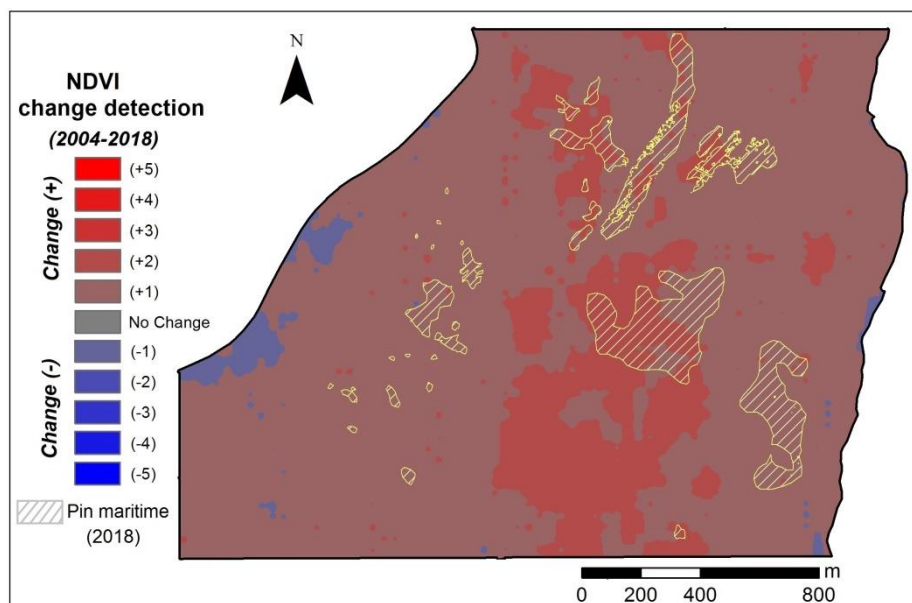 N
NDVI
change detection
(2004-2018)
Change (+)
(+5)
(+4)
(+3)
(+2)
(+1)
No Change
Change (-)
(-1)
(-2)
(-3)
(-4)
(-5)
Pin maritime
(2018)
m
0 200 400 800